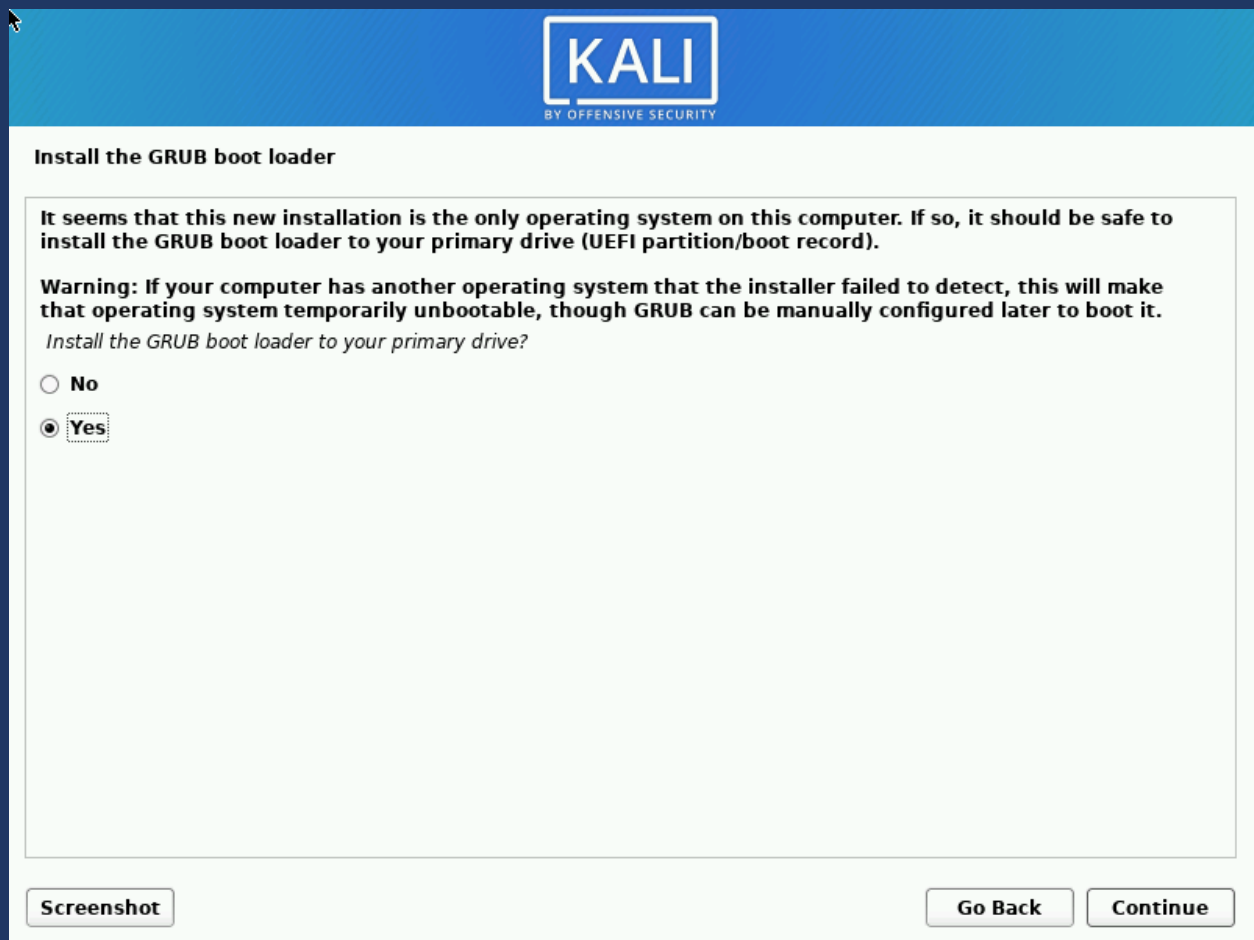 KALI
BY OFFENSIVE SECURITY
Install the GRUB boot loader
It seems that this new installation is the only operating system on this computer. If so, it should be safe to
install the GRUB boot loader to your primary drive (UEFI partition/boot record).
Warning: If your computer has another operating system that the installer failed to detect, this will make
that operating system temporarily unbootable, though GRUB can be manually configured later to boot it.
Install the GRUB boot loader to your primary drive?
No
Yes
Screenshot
Go Back
Continue